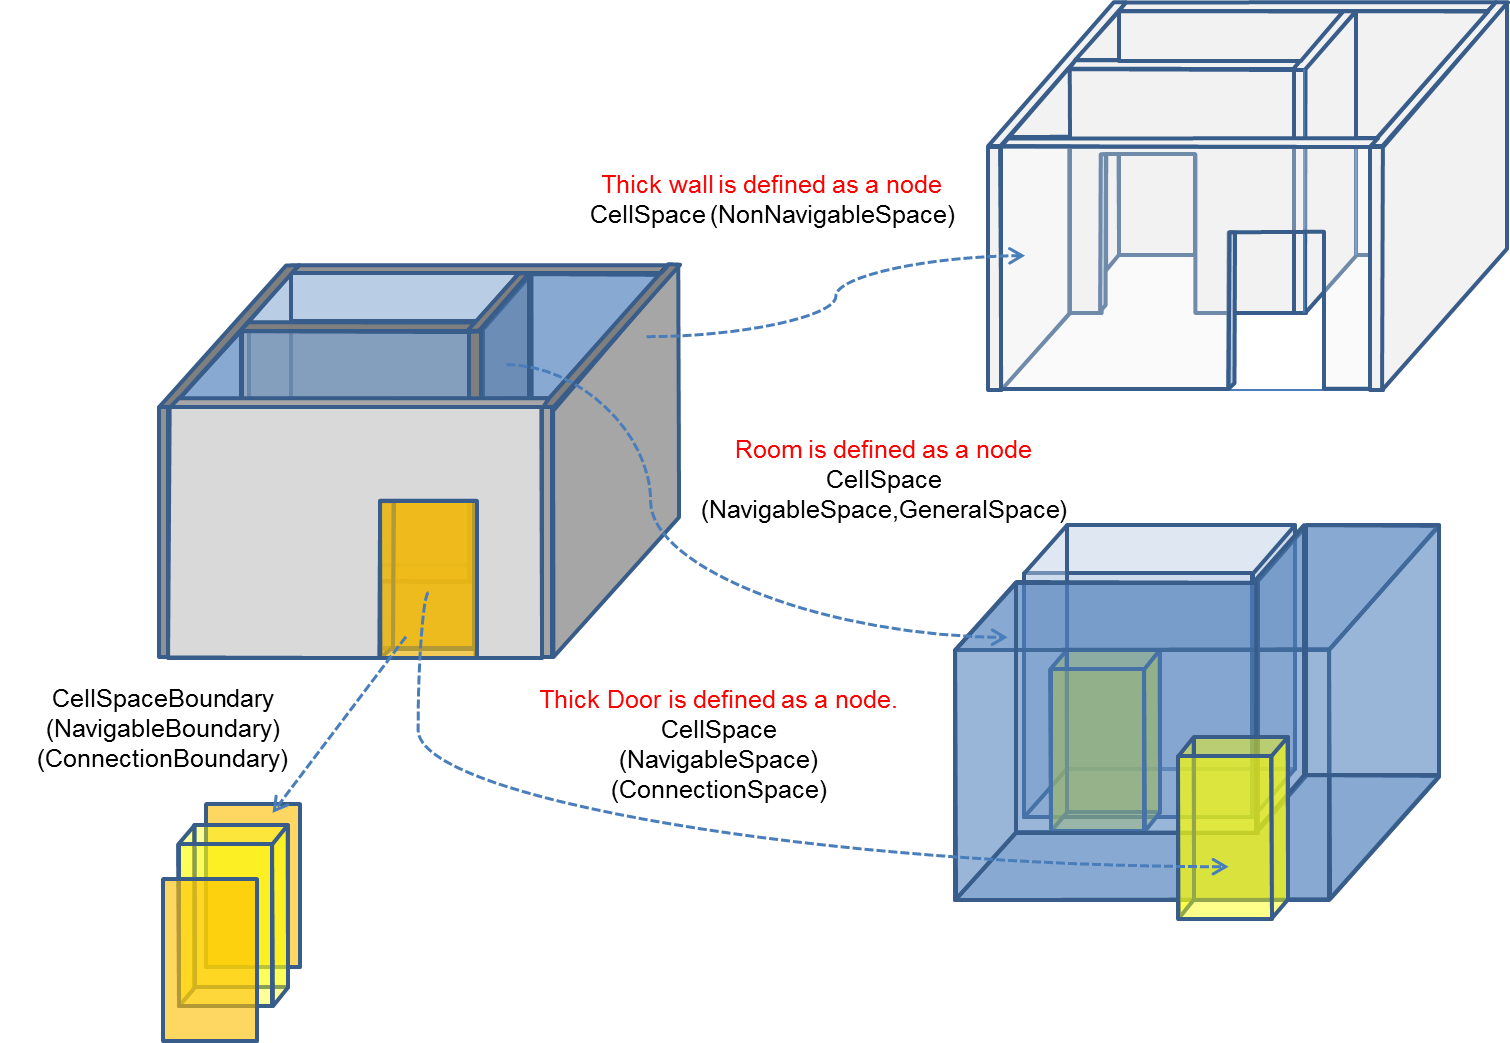 Thick wall is defined as a node
CellSpace (NonNavigableSpace)
Room is defined as a node
CellSpace
(NavigableSpace,GeneralSpace)
CellSpaceBoundary
(NavigableBoundary)
(ConnectionBoundary)
Thick Door is defined as a node.
CellSpace
(NavigableSpace)
(ConnectionSpace)